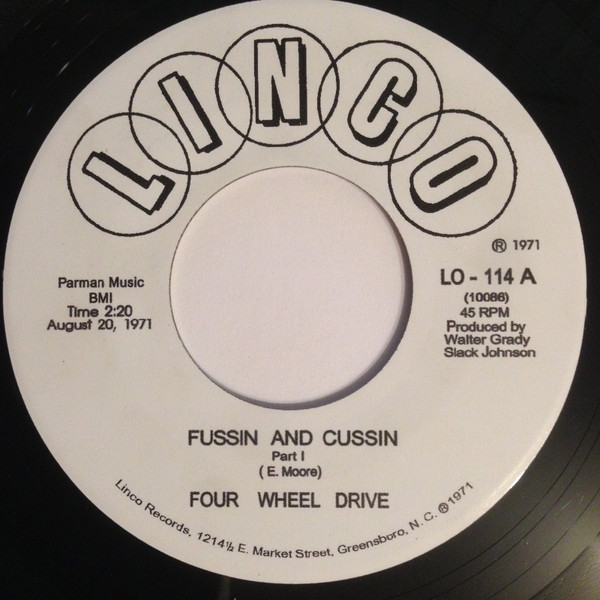 LINCO
Ⓡ 1971
Parman Music
BMI
Time 2:20
August 20, 1971
LO - 114 A
(10086)
45 RPM
Produced by
Walter Grady
Slack Johnson
FUSSIN AND CUSSIN
Part I
( E. Moore)
FOUR WHEEL DRIVE
Linco Records, 1214½ E. Market Street, Greensboro, N. C. Ⓡ 1971